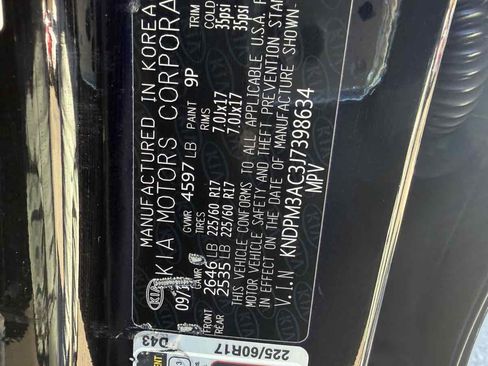 MANUFACTURED IN KOREA
KIA MOTORS CORPORA
GVWR 4597 LB PAINT 9P TRIM
TIRES RIMS COLD
GAWR
FRONT 2646 LB 225/60 R17 7.0JX17 35psi
REAR 2535 LB 225/60 R17 7.0JX17 35psi
THIS VEHICLE CONFORMS TO ALL APPLICABLE U.S.A. F
MOTOR VEHICLE SAFETY AND THEFT PREVENTION STAN
IN EFFECT ON THE DATE OF MANUFACTURE SHOWN
V.I.N KNDPM3AC3J7398634
MPV
KIA
09/
D43
225/60R17